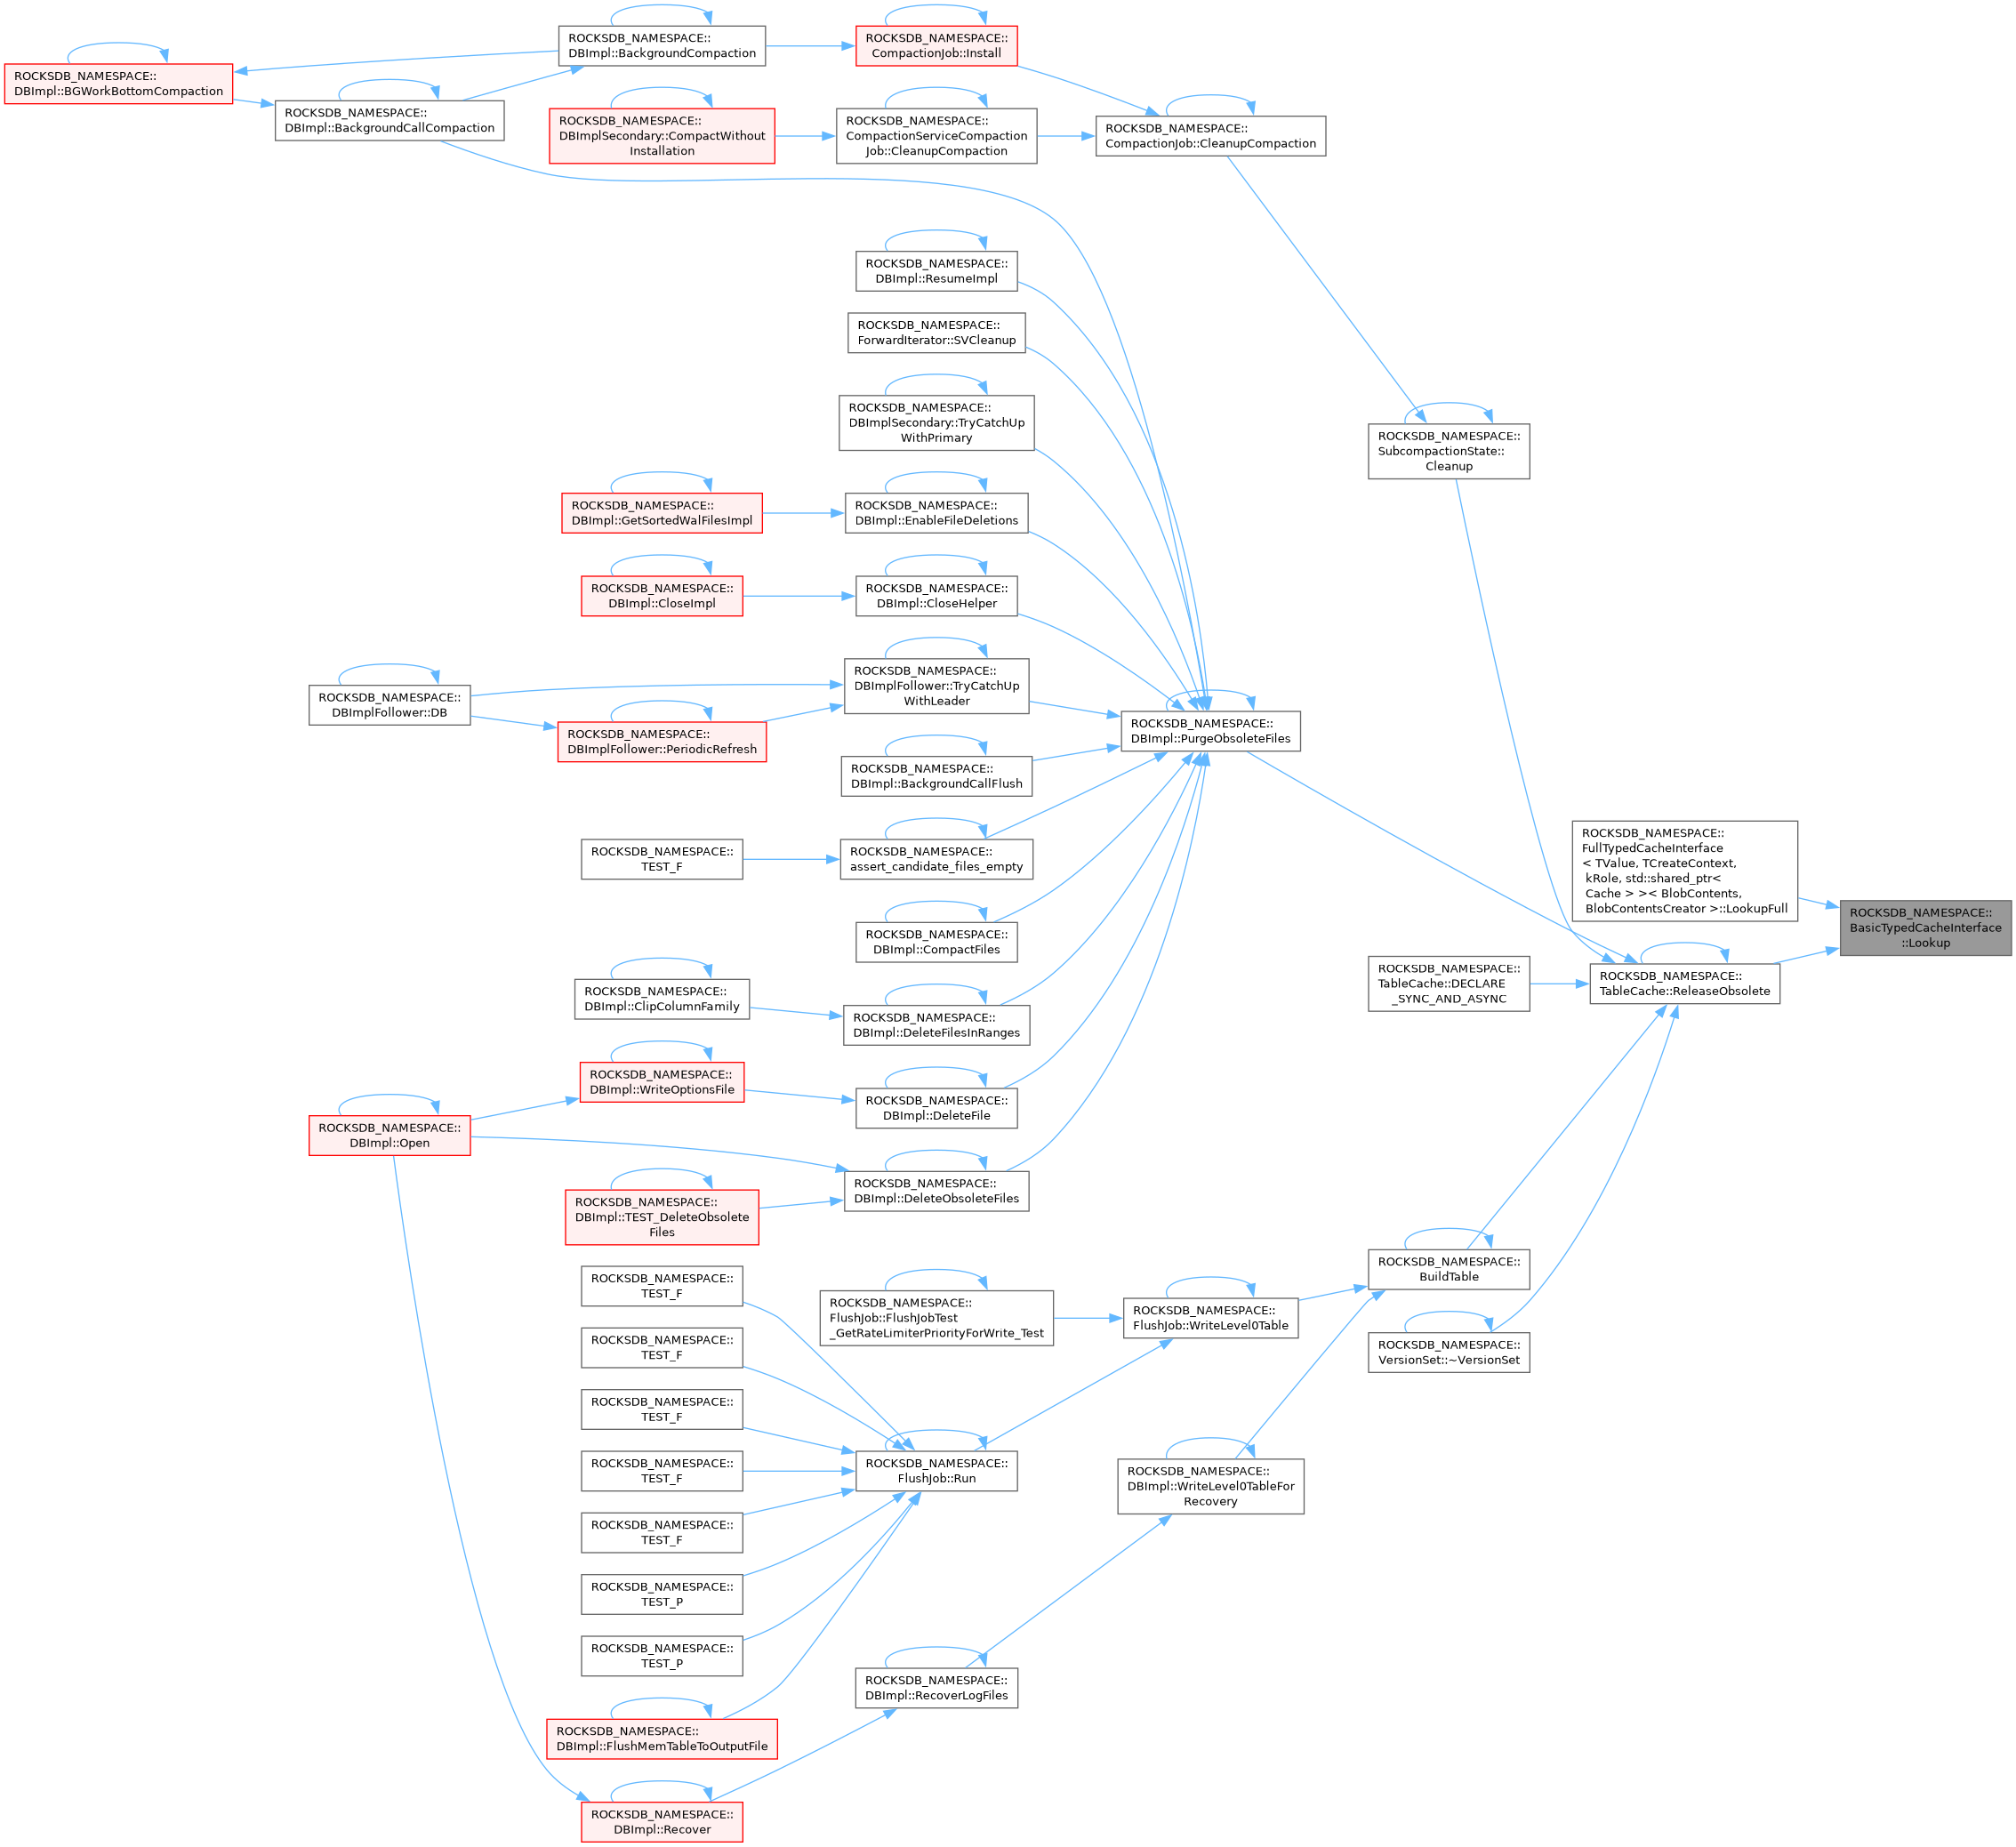 ROCKSDB_NAMESPACE::
DBImpl::BackgroundCompaction
ROCKSDB_NAMESPACE::
CompactionJob::Install
ROCKSDB_NAMESPACE::
DBImpl::BGWorkBottomCompaction
ROCKSDB_NAMESPACE::
DBImpl::BackgroundCallCompaction
ROCKSDB_NAMESPACE::
DBImplSecondary::CompactWithout
Installation
ROCKSDB_NAMESPACE::
CompactionServiceCompaction
Job::CleanupCompaction
ROCKSDB_NAMESPACE::
CompactionJob::CleanupCompaction
ROCKSDB_NAMESPACE::
DBImpl::ResumeImpl
ROCKSDB_NAMESPACE::
ForwardIterator::SVCleanup
ROCKSDB_NAMESPACE::
DBImplSecondary::TryCatchUp
WithPrimary
ROCKSDB_NAMESPACE::
SubcompactionState::
Cleanup
ROCKSDB_NAMESPACE::
DBImpl::GetSortedWalFilesImpl
ROCKSDB_NAMESPACE::
DBImpl::EnableFileDeletions
ROCKSDB_NAMESPACE::
DBImpl::CloseImpl
ROCKSDB_NAMESPACE::
DBImpl::CloseHelper
ROCKSDB_NAMESPACE::
DBImplFollower::DB
ROCKSDB_NAMESPACE::
DBImplFollower::TryCatchUp
WithLeader
ROCKSDB_NAMESPACE::
DBImplFollower::PeriodicRefresh
ROCKSDB_NAMESPACE::
DBImpl::PurgeObsoleteFiles
ROCKSDB_NAMESPACE::
DBImpl::BackgroundCallFlush
ROCKSDB_NAMESPACE::
TEST_F
ROCKSDB_NAMESPACE::
assert_candidate_files_empty
ROCKSDB_NAMESPACE::
FullTypedCacheInterface
< TValue, TCreateContext,
kRole, std::shared_ptr<
Cache > >< BlobContents,
BlobContentsCreator >::LookupFull
ROCKSDB_NAMESPACE::
BasicTypedCacheInterface
::Lookup
ROCKSDB_NAMESPACE::
DBImpl::CompactFiles
ROCKSDB_NAMESPACE::
TableCache::DECLARE
_SYNC_AND_ASYNC
ROCKSDB_NAMESPACE::
TableCache::ReleaseObsolete
ROCKSDB_NAMESPACE::
DBImpl::ClipColumnFamily
ROCKSDB_NAMESPACE::
DBImpl::DeleteFilesInRanges
ROCKSDB_NAMESPACE::
DBImpl::WriteOptionsFile
ROCKSDB_NAMESPACE::
DBImpl::DeleteFile
ROCKSDB_NAMESPACE::
DBImpl::Open
ROCKSDB_NAMESPACE::
DBImpl::TEST_DeleteObsolete
Files
ROCKSDB_NAMESPACE::
DBImpl::DeleteObsoleteFiles
ROCKSDB_NAMESPACE::
TEST_F
ROCKSDB_NAMESPACE::
FlushJob::FlushJobTest
_GetRateLimiterPriorityForWrite_Test
ROCKSDB_NAMESPACE::
FlushJob::WriteLevel0Table
ROCKSDB_NAMESPACE::
BuildTable
ROCKSDB_NAMESPACE::
TEST_F
ROCKSDB_NAMESPACE::
VersionSet::~VersionSet
ROCKSDB_NAMESPACE::
TEST_F
ROCKSDB_NAMESPACE::
TEST_F
ROCKSDB_NAMESPACE::
FlushJob::Run
ROCKSDB_NAMESPACE::
DBImpl::WriteLevel0TableFor
Recovery
ROCKSDB_NAMESPACE::
TEST_F
ROCKSDB_NAMESPACE::
TEST_P
ROCKSDB_NAMESPACE::
TEST_P
ROCKSDB_NAMESPACE::
DBImpl::RecoverLogFiles
ROCKSDB_NAMESPACE::
DBImpl::FlushMemTableToOutputFile
ROCKSDB_NAMESPACE::
DBImpl::Recover